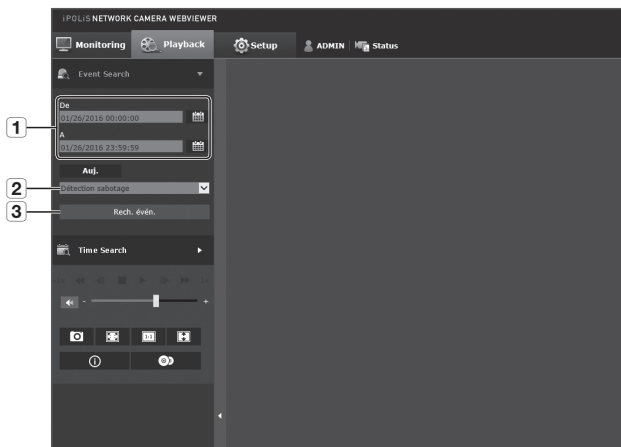 iPOLiS NETWORK CAMERA WEBVIEWER
Monitoring
Playback
Setup
ADMIN
Status
Event Search
1
De
01/26/2016 00:00:00
A
01/26/2016 23:59:59
Auj.
2
Détection sabotage
3
Rech. évén.
Time Search
- +
1:1